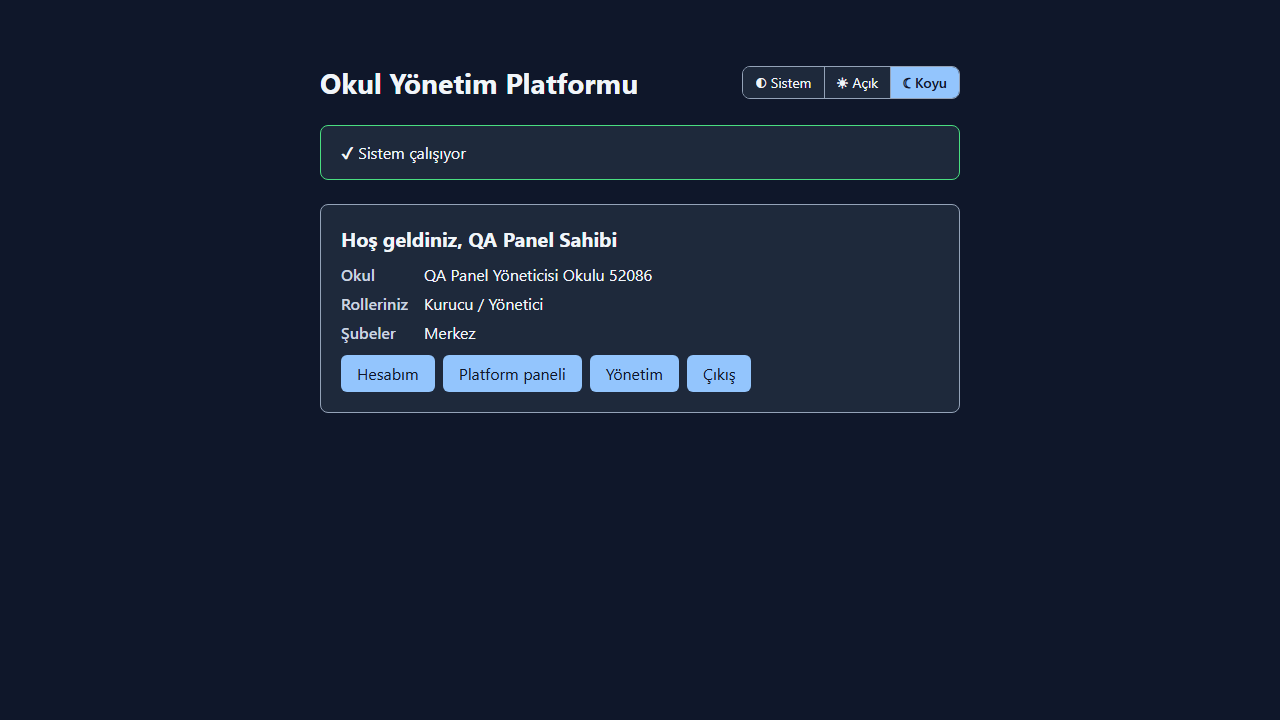 Okul Yönetim Platformu
◐ Sistem ☀ Açık ☾ Koyu
✓ Sistem çalışıyor
Hoş geldiniz, QA Panel Sahibi
Okul QA Panel Yöneticisi Okulu 52086
Rolleriniz Kurucu / Yönetici
Şubeler Merkez
Hesabım Platform paneli Yönetim Çıkış